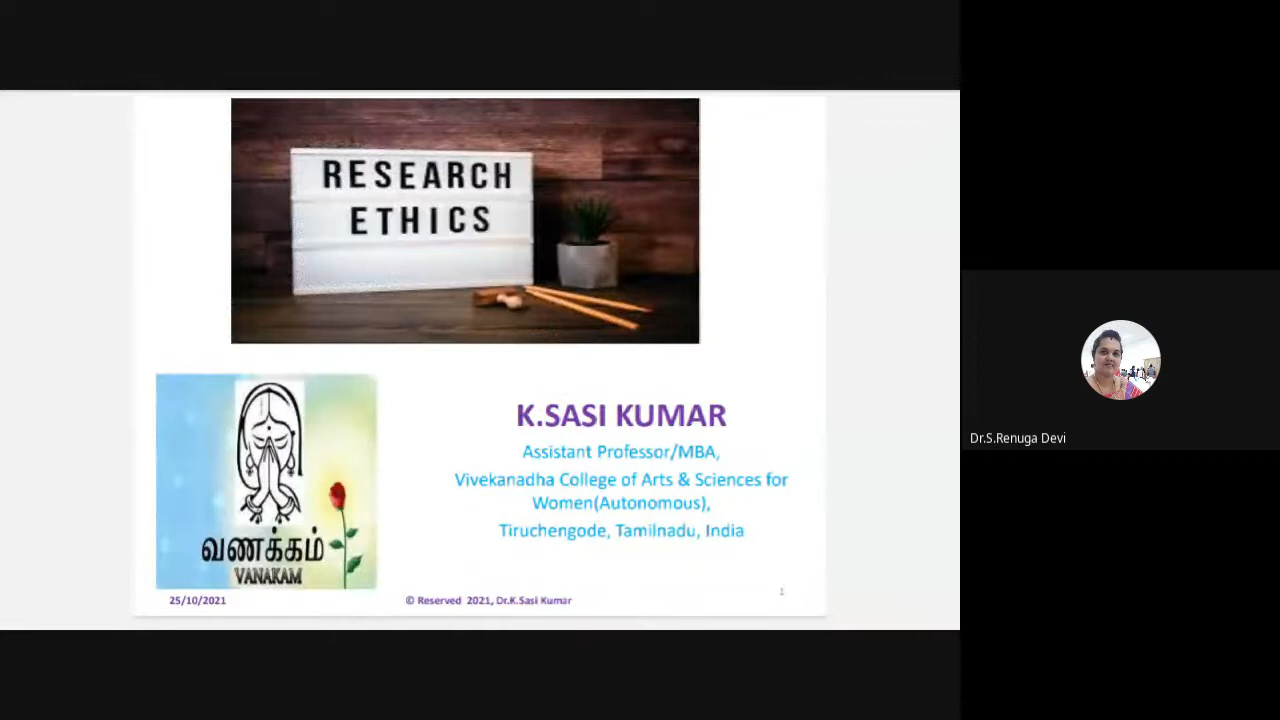 RESEARCH
ETHICS
K.SASI KUMAR
Assistant Professor/MBA,
Vivekanadha College of Arts & Sciences for
Women(Autonomous),
Tiruchengode, Tamilnadu, India
வணக்கம்
VANAKAM
25/10/2021
© Reserved 2021, Dr.K.Sasi Kumar
1
Dr.S.Renuga Devi